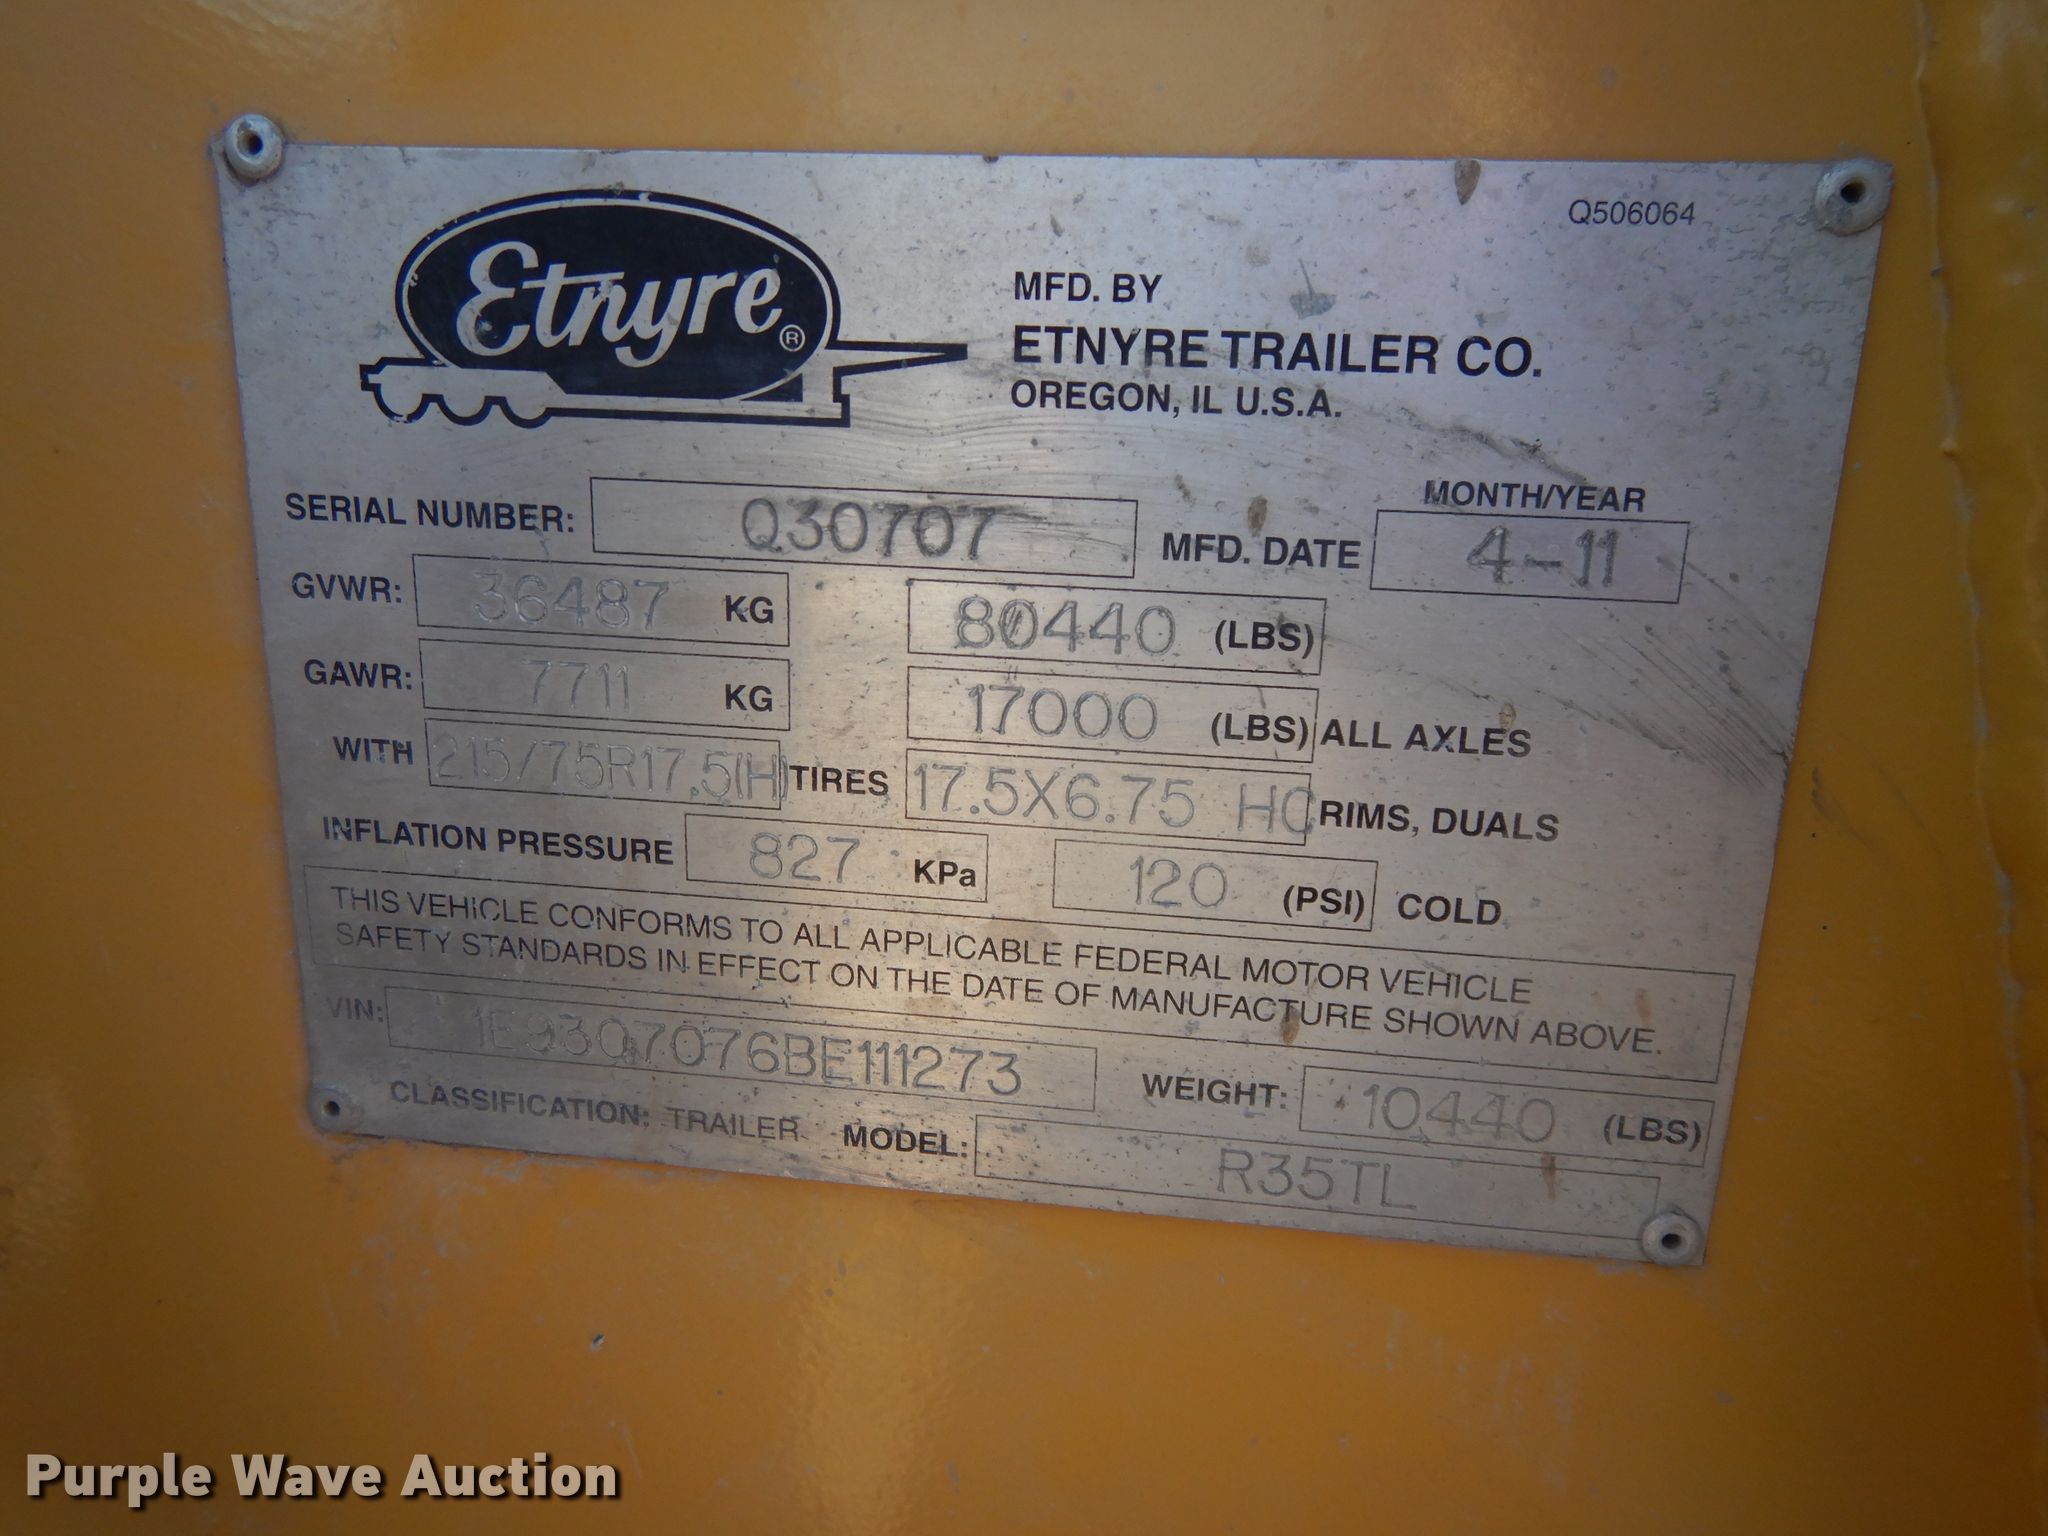 Q506064
Etnyre ®
MFD. BY
ETNYRE TRAILER CO.
OREGON, IL U.S.A.
MONTH/YEAR
SERIAL NUMBER: Q30707 MFD. DATE 4-11
GVWR: 36487 KG 80440 (LBS)
GAWR: 7711 KG 17000 (LBS) ALL AXLES
WITH 215/75R17.5(H) TIRES 17.5X6.75 HC RIMS, DUALS
INFLATION PRESSURE 827 KPa 120 (PSI) COLD
THIS VEHICLE CONFORMS TO ALL APPLICABLE FEDERAL MOTOR VEHICLE
SAFETY STANDARDS IN EFFECT ON THE DATE OF MANUFACTURE SHOWN ABOVE.
VIN: 1E9307076BE111273 WEIGHT: 10440 (LBS)
CLASSIFICATION: TRAILER MODEL: R35TL
Purple Wave Auction